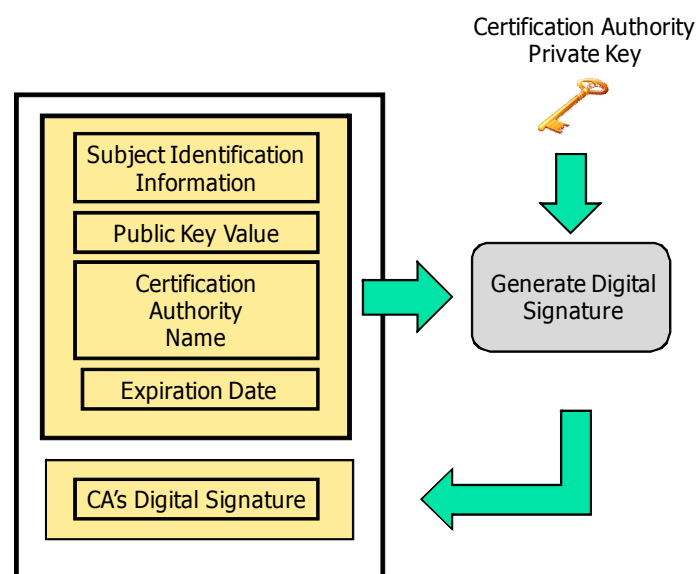 Certification Authority
Private Key
Subject Identification
Information
Public Key Value
Certification
Authority
Name
Expiration Date
Generate Digital
Signature
CA's Digital Signature